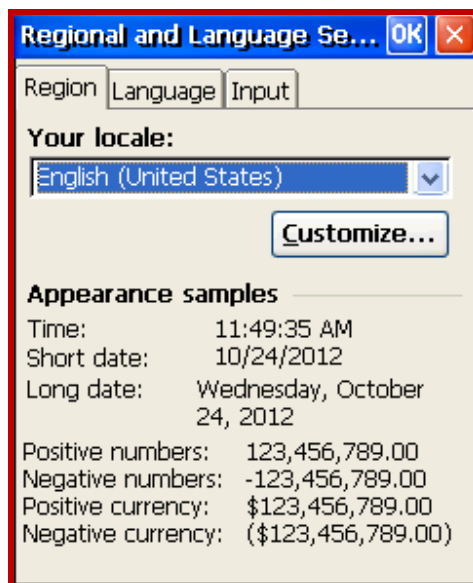 Regional and Language Se... OK
Region Language Input
Your locale:
English (United States)
Customize...
Appearance samples
Time: 11:49:35 AM
Short date: 10/24/2012
Long date: Wednesday, October
24, 2012
Positive numbers: 123,456,789.00
Negative numbers: -123,456,789.00
Positive currency: $123,456,789.00
Negative currency: ($123,456,789.00)